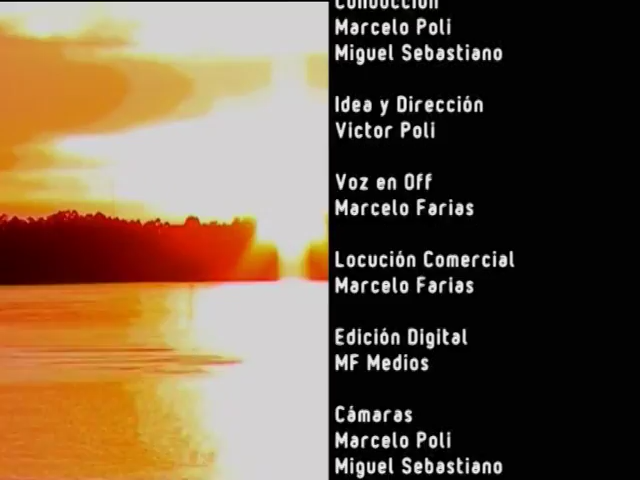 Conducción
Marcelo Poli
Miguel Sebastiano
Idea y Dirección
Victor Poli
Voz en Off
Marcelo Farias
Locución Comercial
Marcelo Farias
Edición Digital
MF Medios
Cámaras
Marcelo Poli
Miguel Sebastiano